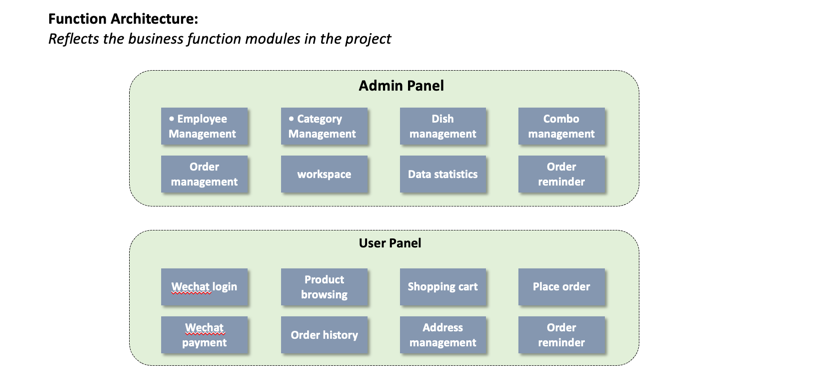 Function Architecture:
Reflects the business function modules in the project
Admin Panel
• Employee
Management
• Category
Management
Dish
management
Combo
management
Order
management
workspace
Data statistics
Order
reminder
User Panel
Wechat login
Product
browsing
Shopping cart
Place order
Wechat
payment
Order history
Address
management
Order
reminder